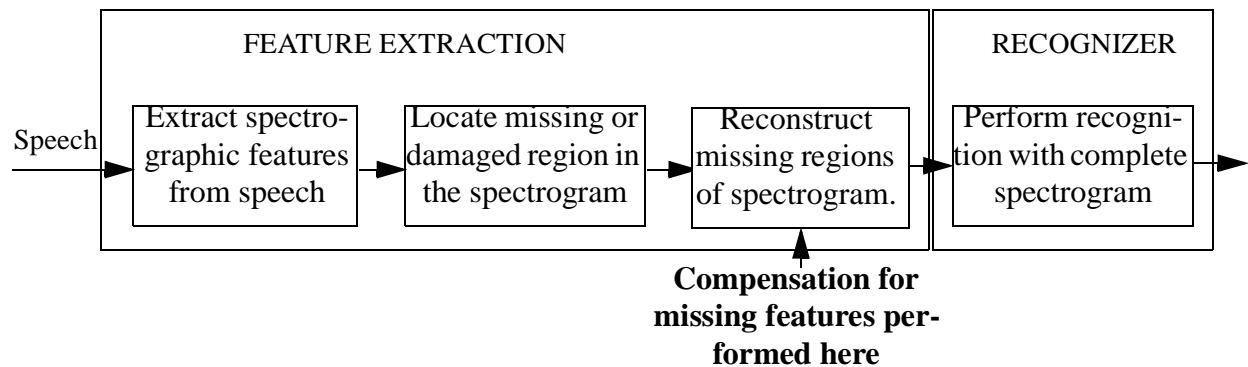 FEATURE EXTRACTION
RECOGNIZER
Speech
Extract spectro-
graphic features
from speech
Locate missing or
damaged region in
the spectrogram
Reconstruct
missing regions
of spectrogram.
Perform recogni-
tion with complete
spectrogram
Compensation for
missing features per-
formed here